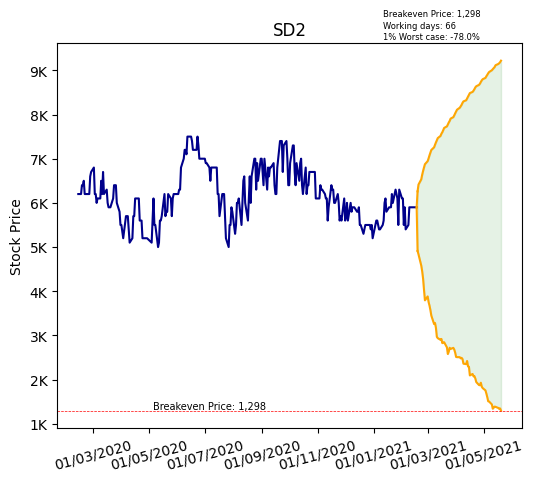 Breakeven Price: 1,298
Working days: 66
1% Worst case: -78.0%
SD2
9K
8K
7K
6K
5K
4K
3K
2K
1K
Stock Price
Breakeven Price: 1,298
01/03/2020 01/05/2020 01/07/2020 01/09/2020 01/11/2020 01/01/2021 01/03/2021 01/05/2021